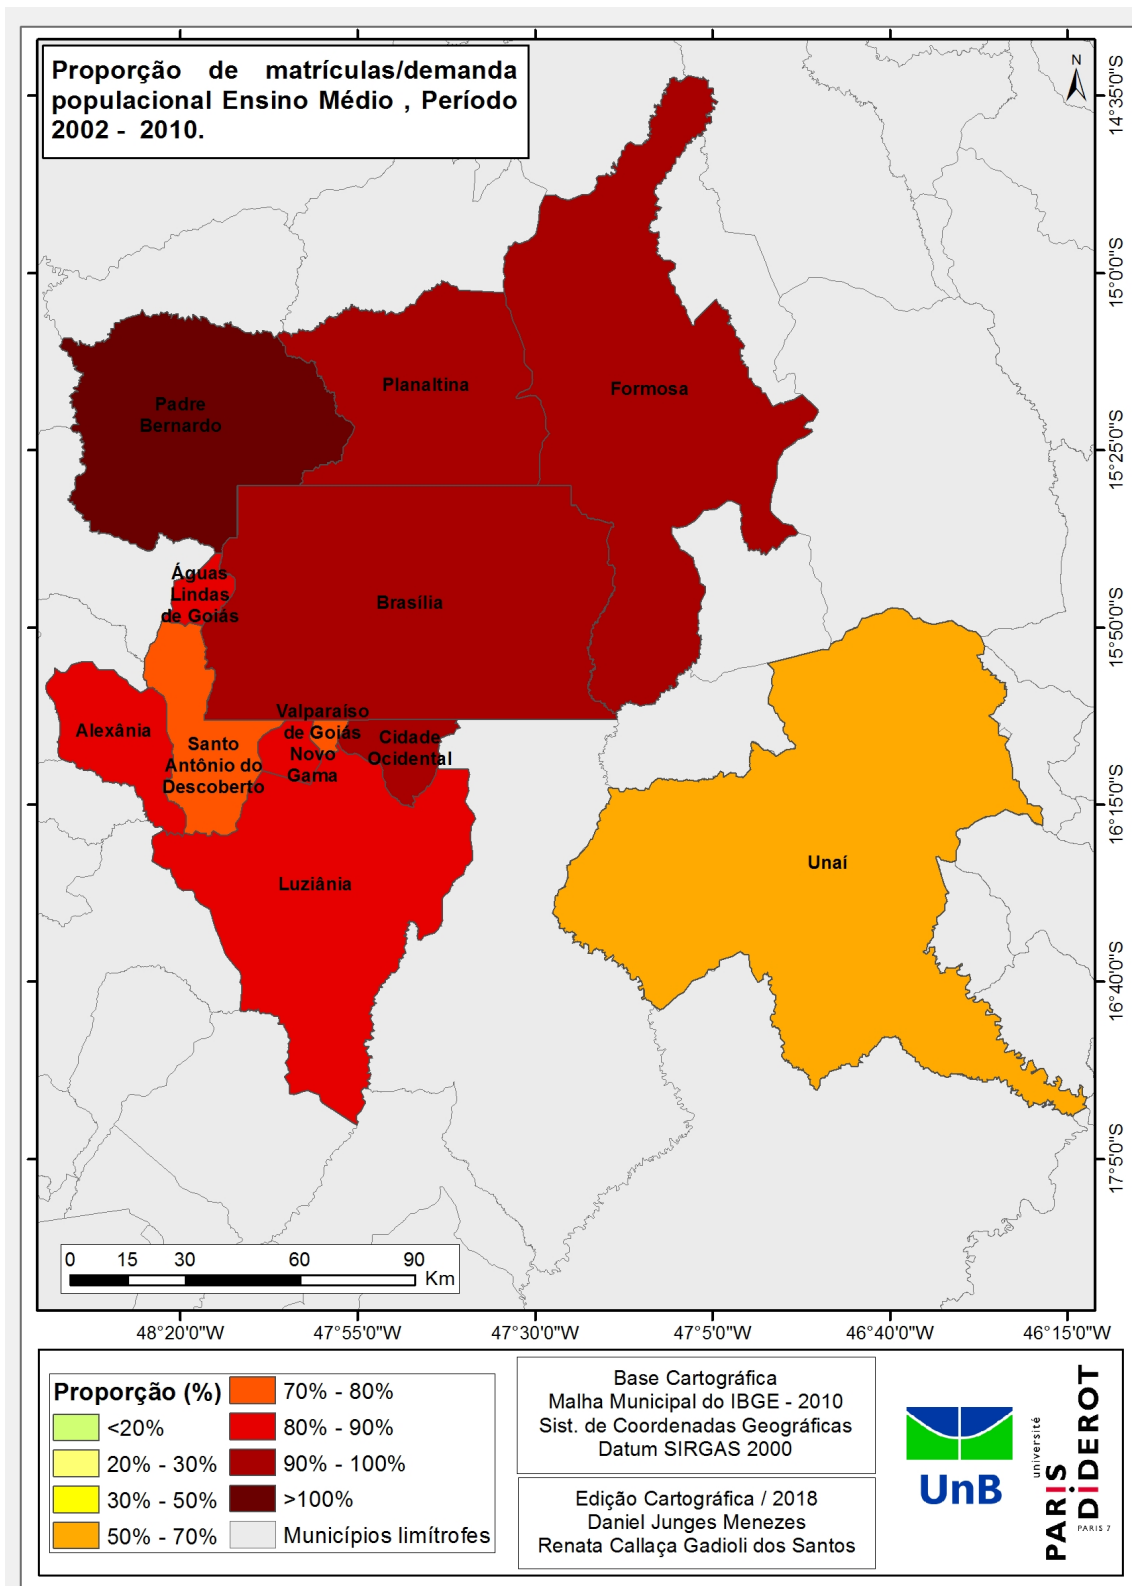 Proporção de matrículas/demanda
populacional Ensino Médio , Período
2002 - 2010.
N
14°35'0"S
15°0'0"S
15°25'0"S
15°50'0"S
16°15'0"S
16°40'0"S
17°5'0"S
Padre
Bernardo
Planaltina
Formosa
Águas
Lindas
de Goiás
Brasília
Alexânia
Santo
Antônio do
Descoberto
Valparaíso
de Goiás
Novo
Gama
Cidade
Ocidental
Luziânia
Unaí
0 15 30 60 90
Km
48°20'0"W 47°55'0"W 47°30'0"W 47°5'0"W 46°40'0"W 46°15'0"W
Proporção (%)
<20%
20% - 30%
30% - 50%
50% - 70%
70% - 80%
80% - 90%
90% - 100%
>100%
Municípios limítrofes
Base Cartográfica
Malha Municipal do IBGE - 2010
Sist. de Coordenadas Geográficas
Datum SIRGAS 2000
Edição Cartográfica / 2018
Daniel Junges Menezes
Renata Callaça Gadioli dos Santos
UnB
université
PARIS
DiDEROT
PARIS 7